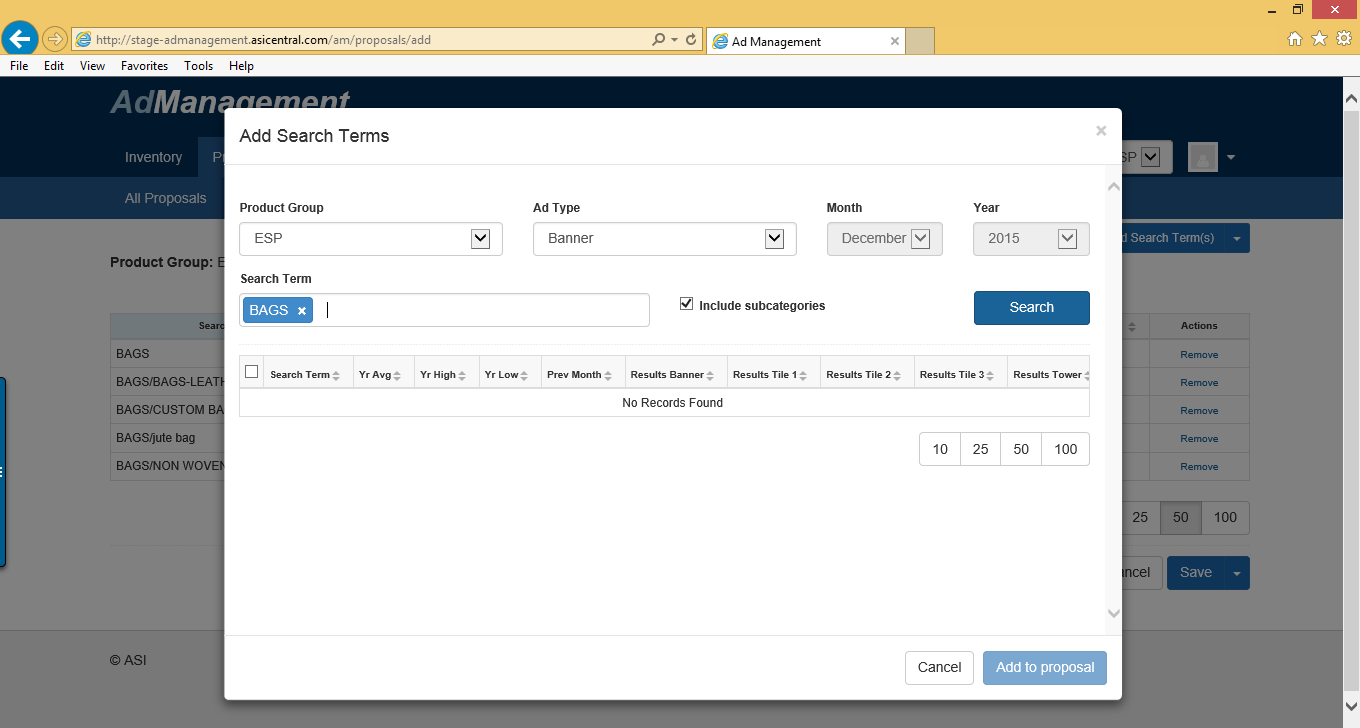 http://stage-admanagement.asicentral.com/am/proposals/add
Ad Management
File Edit View Favorites Tools Help
AdManagement
Inventory
All Proposals
Add Search Terms
Product Group Ad Type Month Year
ESP Banner December 2015
Search Term
BAGS
Include subcategories
Search
Search Term Yr Avg Yr High Yr Low Prev Month Results Banner Results Tile 1 Results Tile 2 Results Tile 3 Results Tower
No Records Found
10 25 50 100
Cancel Add to proposal
Search Term(s)
Product Group:
Actions
BAGS Remove
BAGS/BAGS-LEATH Remove
BAGS/CUSTOM BA Remove
BAGS/jute bag Remove
BAGS/NON WOVEN Remove
25 50 100
Save
© ASI